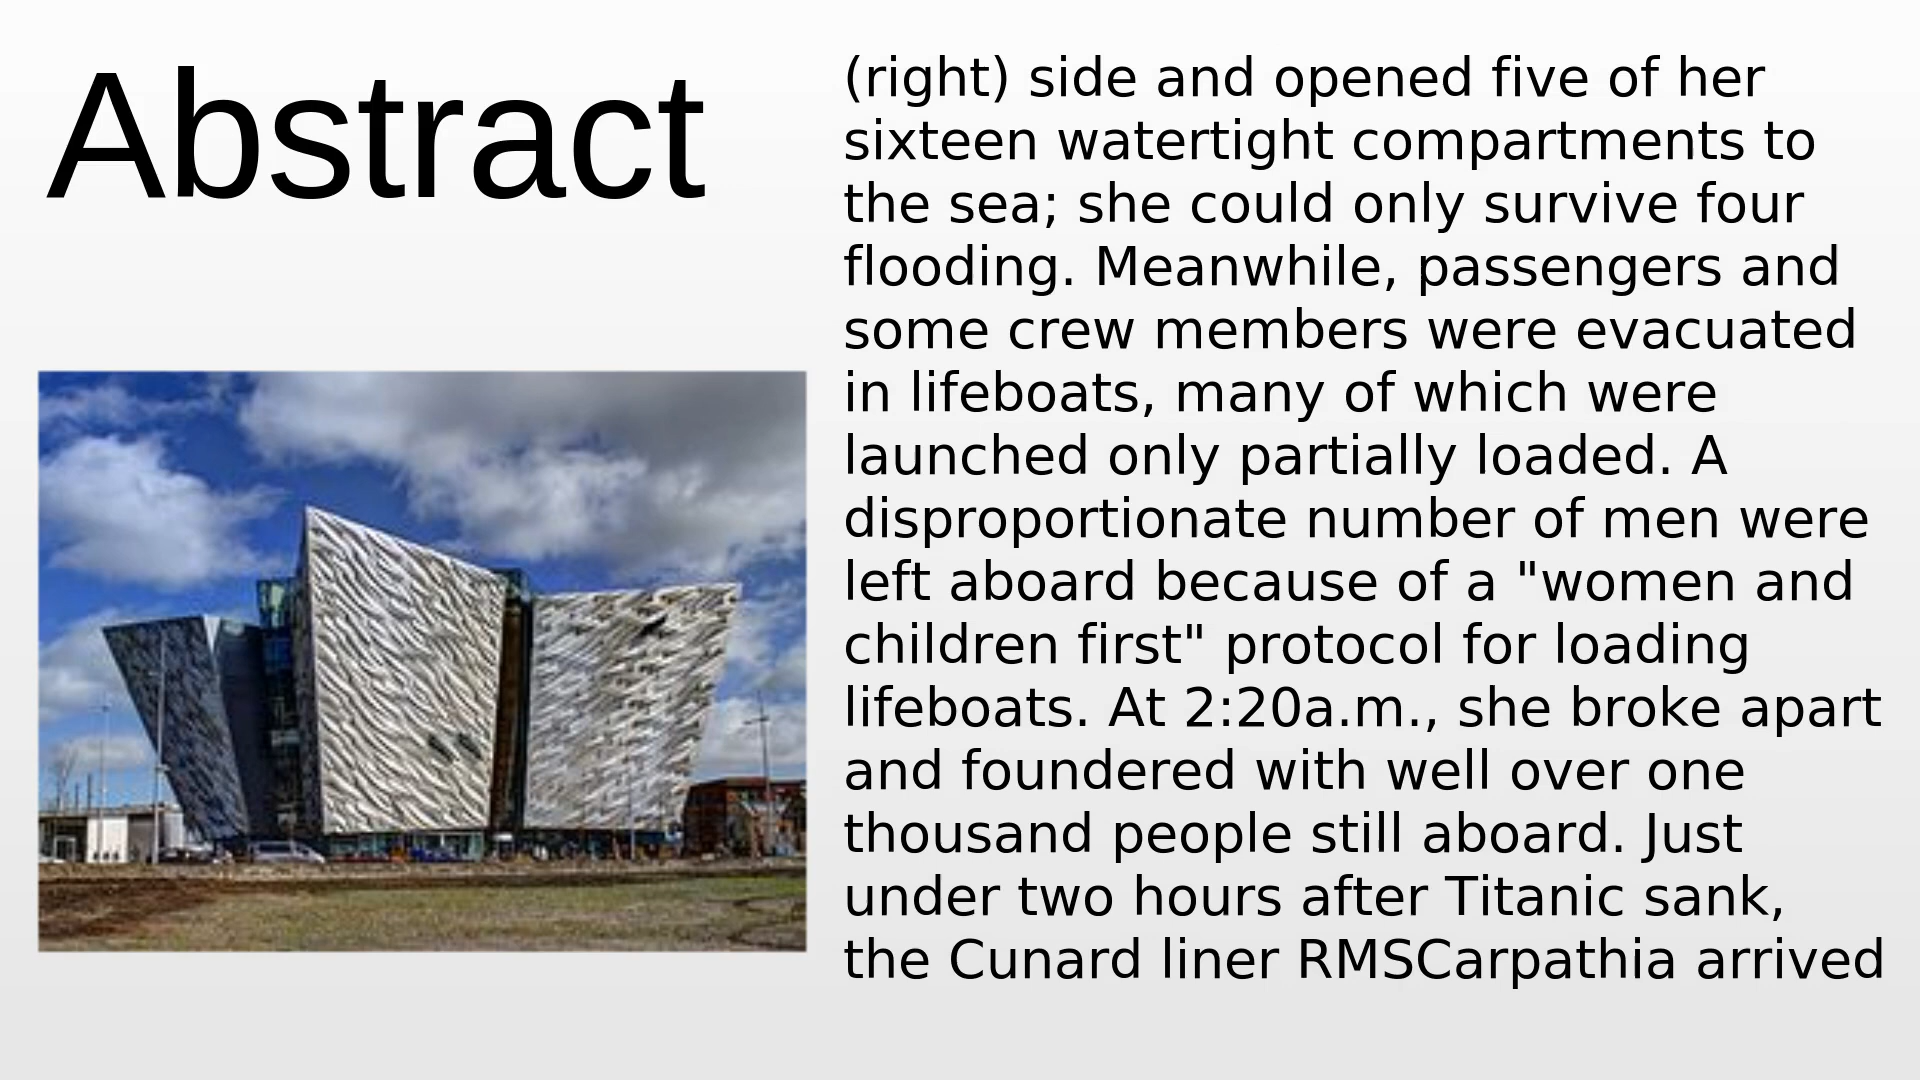 Abstract
(right) side and opened five of her
sixteen watertight compartments to
the sea; she could only survive four
flooding. Meanwhile, passengers and
some crew members were evacuated
in lifeboats, many of which were
launched only partially loaded. A
disproportionate number of men were
left aboard because of a "women and
children first" protocol for loading
lifeboats. At 2:20a.m., she broke apart
and foundered with well over one
thousand people still aboard. Just
under two hours after Titanic sank,
the Cunard liner RMSCarpathia arrived